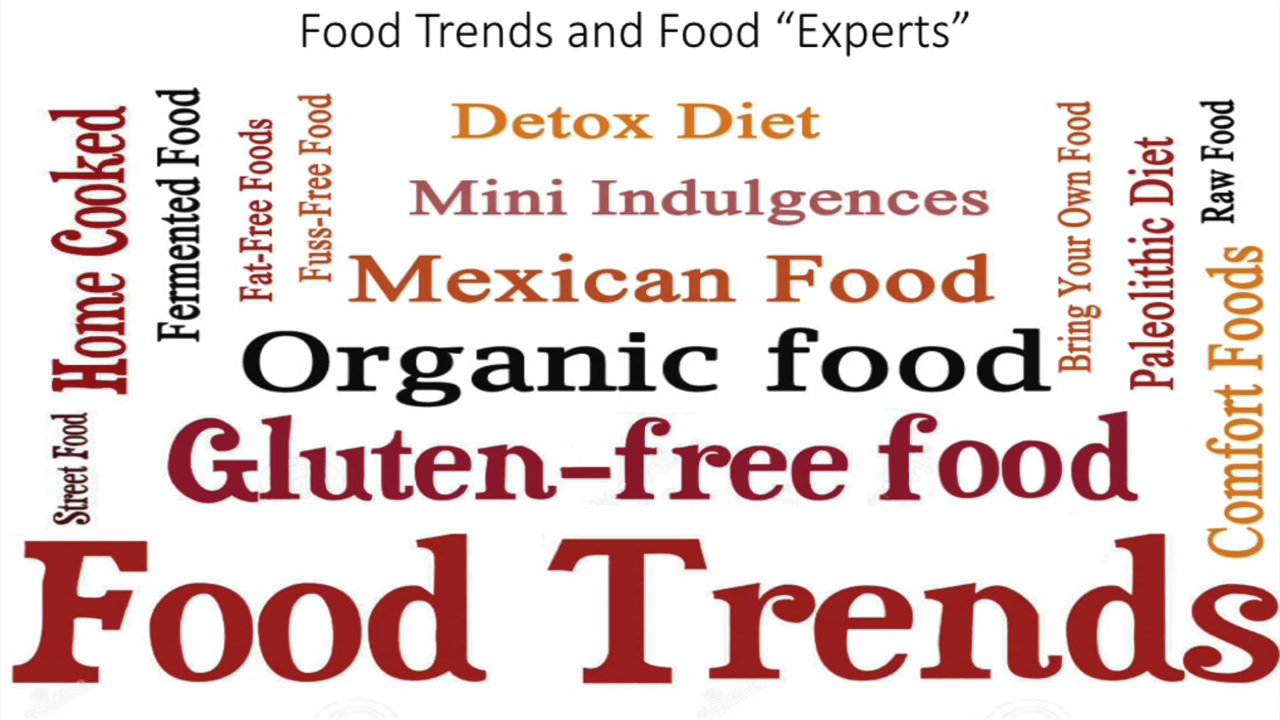 Food Trends and Food “Experts”
Home Cooked
Fermented Food
Fat-Free Foods
Fuss-Free Food
Detox Diet
Mini Indulgences
Mexican Food
Organic food
Gluten-free food
Bring Your Own Food
Paleolithic Diet
Raw Food
Comfort Foods
Street Food
Food Trends